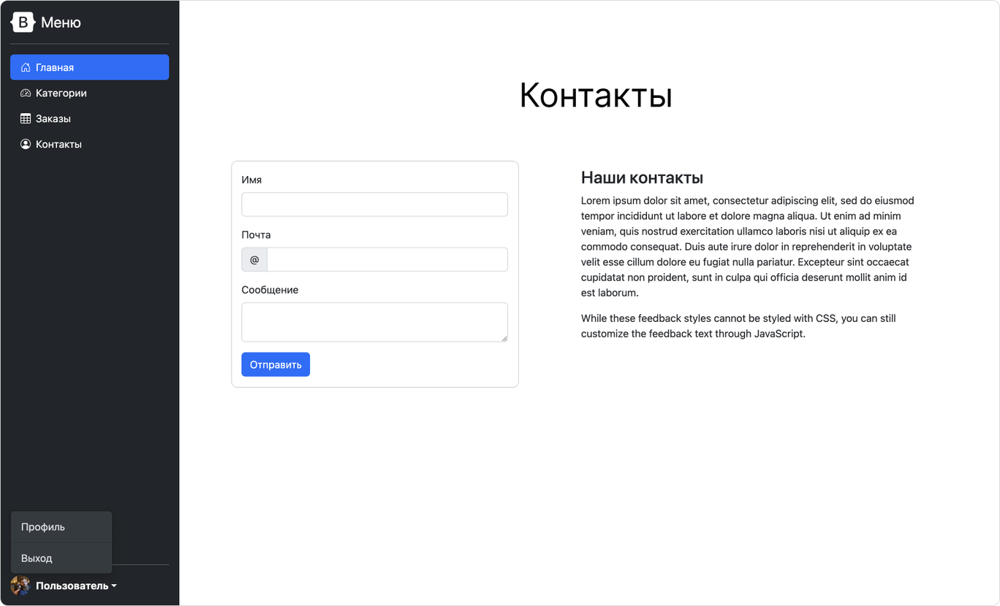 B Меню
Главная
Категории
Заказы
Контакты
Контакты
Имя
Почта
@
Сообщение
Отправить
Наши контакты
Lorem ipsum dolor sit amet, consectetur adipiscing elit, sed do eiusmod
tempor incididunt ut labore et dolore magna aliqua. Ut enim ad minim
veniam, quis nostrud exercitation ullamco laboris nisi ut aliquip ex ea
commodo consequat. Duis aute irure dolor in reprehenderit in voluptate
velit esse cillum dolore eu fugiat nulla pariatur. Excepteur sint occaecat
cupidatat non proident, sunt in culpa qui officia deserunt mollit anim id
est laborum.
While these feedback styles cannot be styled with CSS, you can still
customize the feedback text through JavaScript.
Профиль
Выход
Пользователь